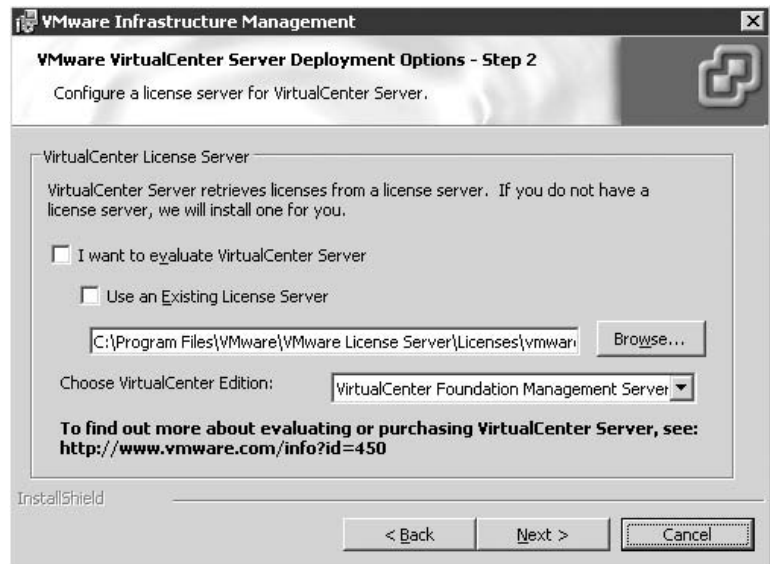 VMware Infrastructure Management
VMware VirtualCenter Server Deployment Options - Step 2
Configure a license server for VirtualCenter Server.
VirtualCenter License Server
VirtualCenter Server retrieves licenses from a license server. If you do not have a
license server, we will install one for you.
I want to evaluate VirtualCenter Server
Use an Existing License Server
C:\Program Files\VMware\VMware License Server\Licenses\vmwar
Browse...
Choose VirtualCenter Edition:
VirtualCenter Foundation Management Server
To find out more about evaluating or purchasing VirtualCenter Server, see:
http://www.vmware.com/info?id=450
InstallShield
< Back
Next >
Cancel